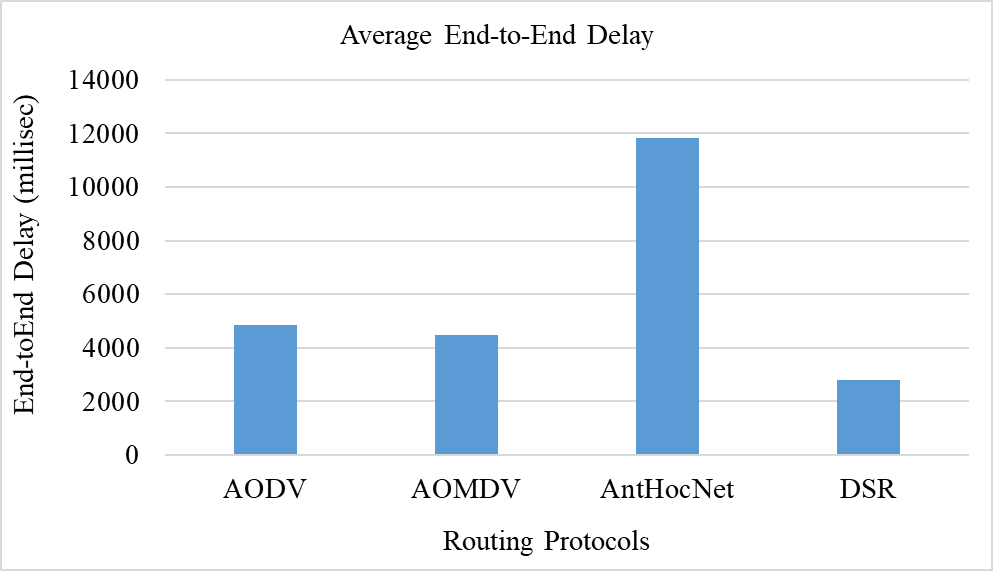 Average End-to-End Delay
End-toEnd Delay (millisec)
14000
12000
10000
8000
6000
4000
2000
0
AODV AOMDV AntHocNet DSR
Routing Protocols